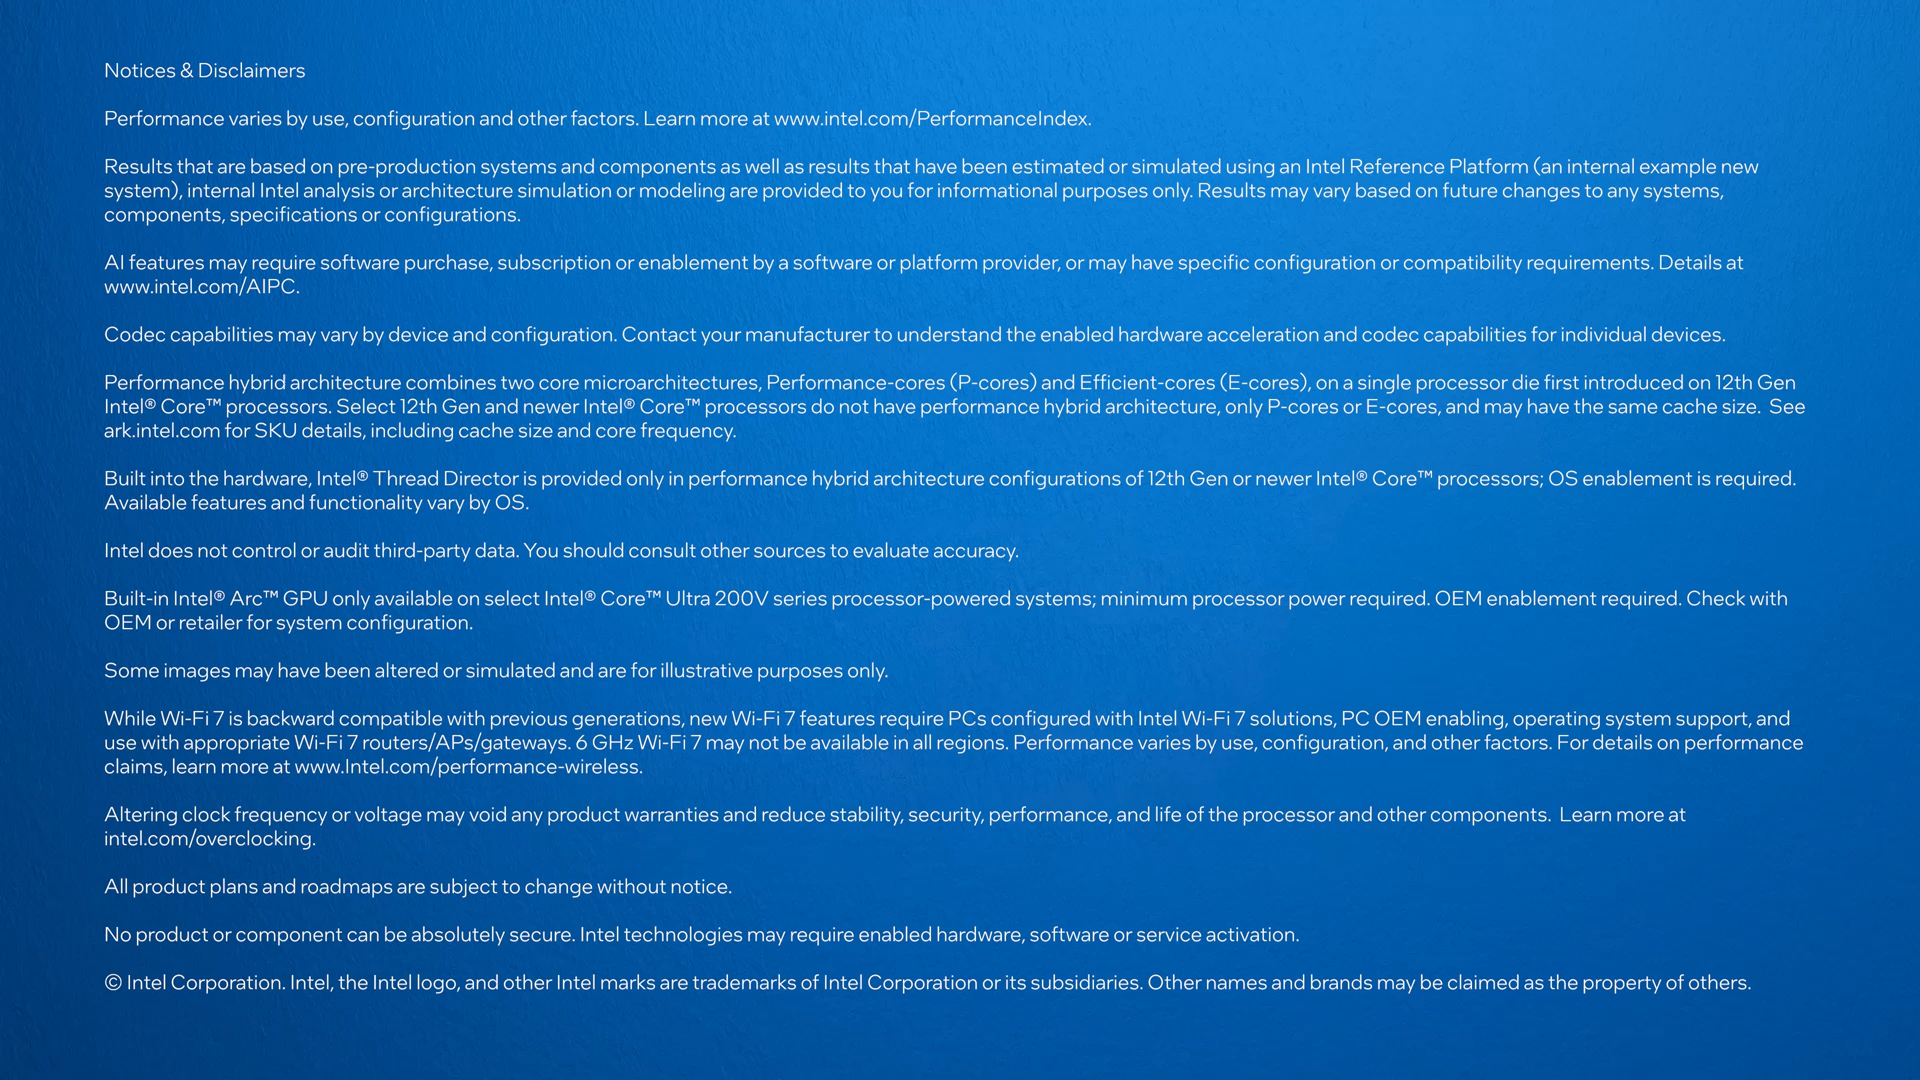 Notices & Disclaimers
Performance varies by use, configuration and other factors. Learn more at www.intel.com/PerformanceIndex.
Results that are based on pre-production systems and components as well as results that have been estimated or simulated using an Intel Reference Platform (an internal example new
system), internal Intel analysis or architecture simulation or modeling are provided to you for informational purposes only. Results may vary based on future changes to any systems,
components, specifications or configurations.
AI features may require software purchase, subscription or enablement by a software or platform provider, or may have specific configuration or compatibility requirements. Details at
www.intel.com/AIPC.
Codec capabilities may vary by device and configuration. Contact your manufacturer to understand the enabled hardware acceleration and codec capabilities for individual devices.
Performance hybrid architecture combines two core microarchitectures, Performance-cores (P-cores) and Efficient-cores (E-cores), on a single processor die first introduced on 12th Gen
Intel® Core™ processors. Select 12th Gen and newer Intel® Core™ processors do not have performance hybrid architecture, only P-cores or E-cores, and may have the same cache size.  See
ark.intel.com for SKU details, including cache size and core frequency.
Built into the hardware, Intel® Thread Director is provided only in performance hybrid architecture configurations of 12th Gen or newer Intel® Core™ processors; OS enablement is required.
Available features and functionality vary by OS.
Intel does not control or audit third-party data. You should consult other sources to evaluate accuracy.
Built-in Intel® Arc™ GPU only available on select Intel® Core™ Ultra 200V series processor-powered systems; minimum processor power required. OEM enablement required. Check with
OEM or retailer for system configuration.
Some images may have been altered or simulated and are for illustrative purposes only.
While Wi-Fi 7 is backward compatible with previous generations, new Wi-Fi 7 features require PCs configured with Intel Wi-Fi 7 solutions, PC OEM enabling, operating system support, and
use with appropriate Wi-Fi 7 routers/APs/gateways. 6 GHz Wi-Fi 7 may not be available in all regions. Performance varies by use, configuration, and other factors. For details on performance
claims, learn more at www.Intel.com/performance-wireless.
Altering clock frequency or voltage may void any product warranties and reduce stability, security, performance, and life of the processor and other components.  Learn more at
intel.com/overclocking.
All product plans and roadmaps are subject to change without notice.
No product or component can be absolutely secure. Intel technologies may require enabled hardware, software or service activation.
© Intel Corporation. Intel, the Intel logo, and other Intel marks are trademarks of Intel Corporation or its subsidiaries. Other names and brands may be claimed as the property of others.